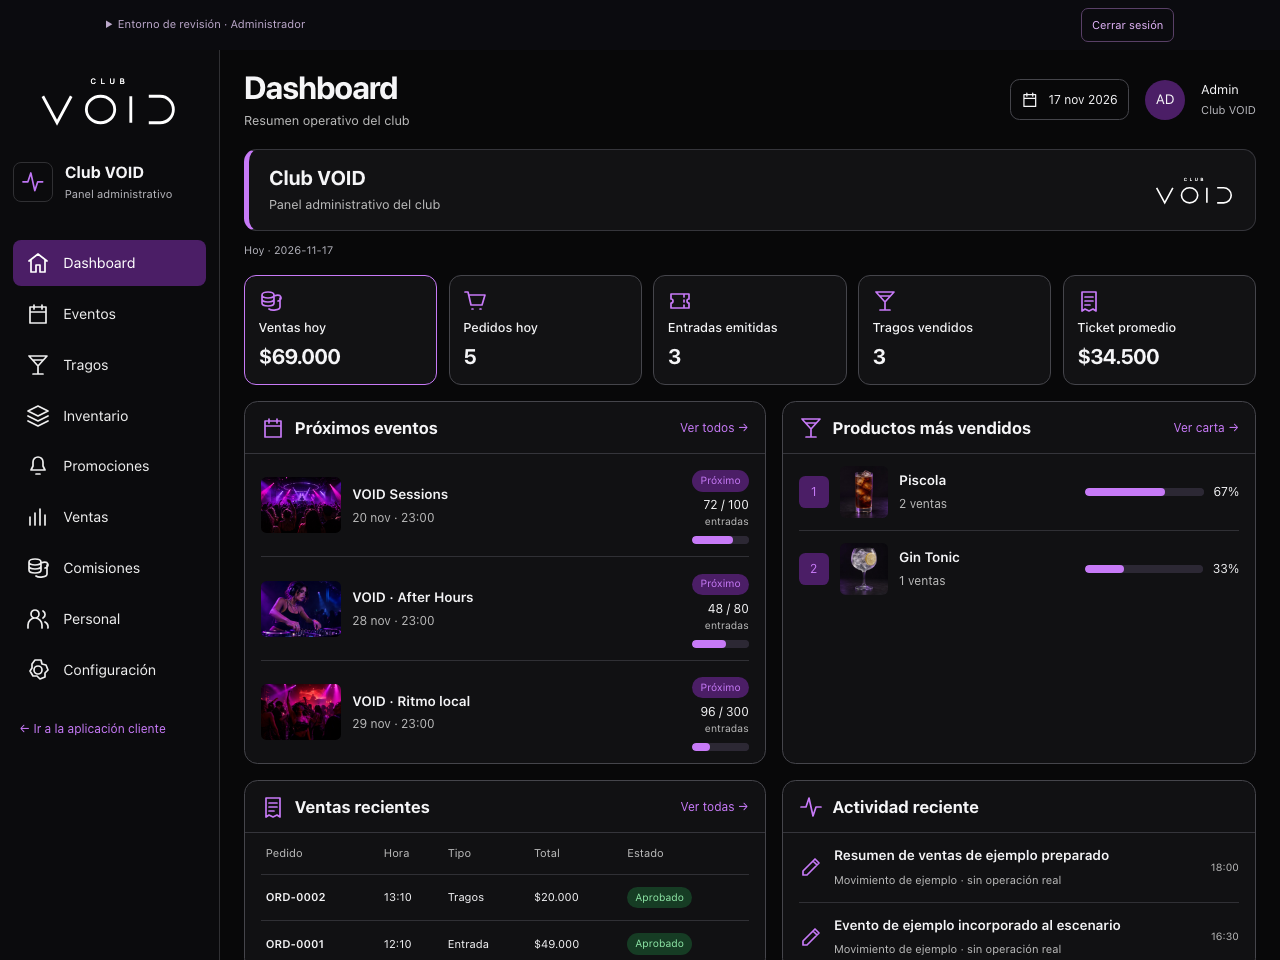 ▶ Entorno de revisión · Administrador
Cerrar sesión
CLUB
VOID
Club VOID
Panel administrativo
Dashboard
Eventos
Tragos
Inventario
Promociones
Ventas
Comisiones
Personal
Configuración
← Ir a la aplicación cliente
Dashboard
Resumen operativo del club
17 nov 2026
AD
Admin
Club VOID
Club VOID
Panel administrativo del club
CLUB
VOID
Hoy · 2026-11-17
Ventas hoy
$69.000
Pedidos hoy
5
Entradas emitidas
3
Tragos vendidos
3
Ticket promedio
$34.500
Próximos eventos
Ver todos →
VOID Sessions
20 nov · 23:00
Próximo
72 / 100
entradas
VOID · After Hours
28 nov · 23:00
Próximo
48 / 80
entradas
VOID · Ritmo local
29 nov · 23:00
Próximo
96 / 300
entradas
Productos más vendidos
Ver carta →
1
Piscola
2 ventas
67%
2
Gin Tonic
1 ventas
33%
Ventas recientes
Ver todas →
Pedido Hora Tipo Total Estado
ORD-0002 13:10 Tragos $20.000 Aprobado
ORD-0001 12:10 Entrada $49.000 Aprobado
Actividad reciente
Resumen de ventas de ejemplo preparado
Movimiento de ejemplo · sin operación real
18:00
Evento de ejemplo incorporado al escenario
Movimiento de ejemplo · sin operación real
16:30